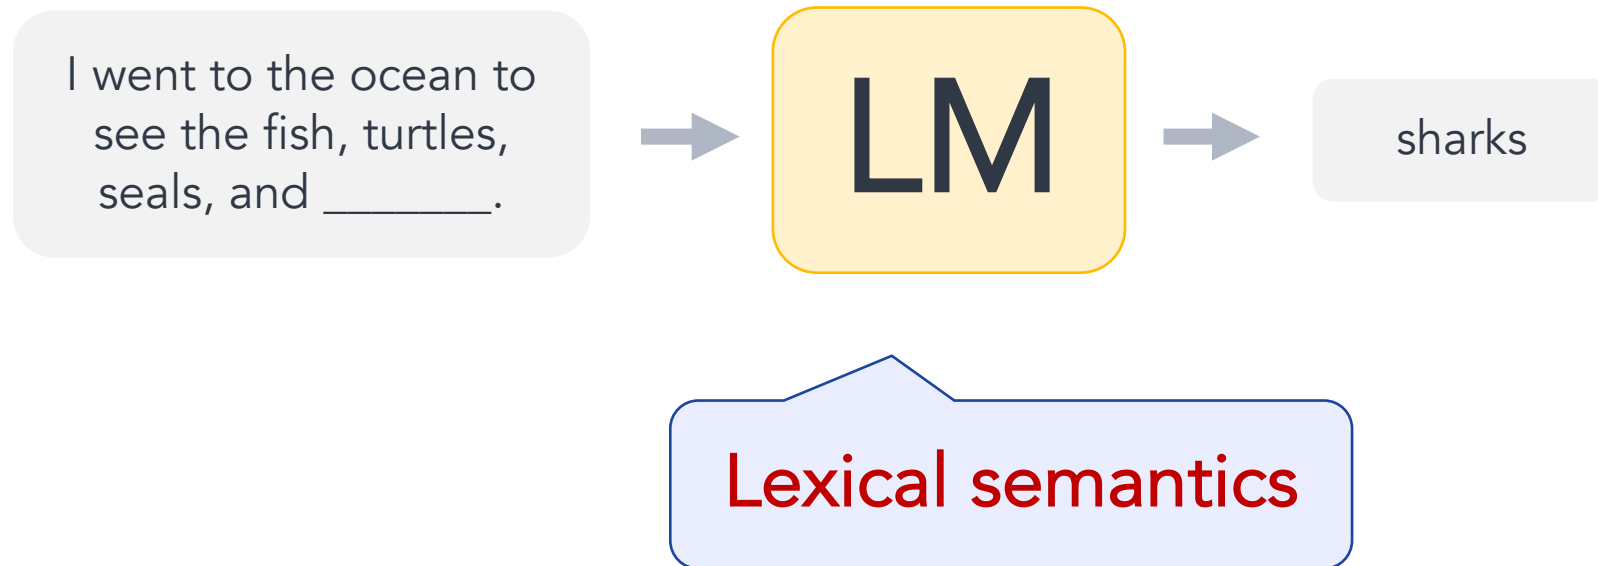 I went to the ocean to
see the fish, turtles,
seals, and _______.
LM
sharks
Lexical semantics